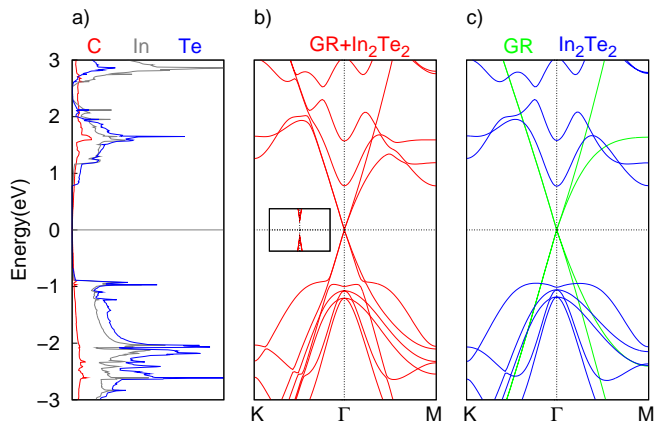 a) b) c)
C In Te GR+In₂Te₂ GR In₂Te₂
3
2
1
0
−1
−2
−3
Energy(eV)
K Γ M K Γ M